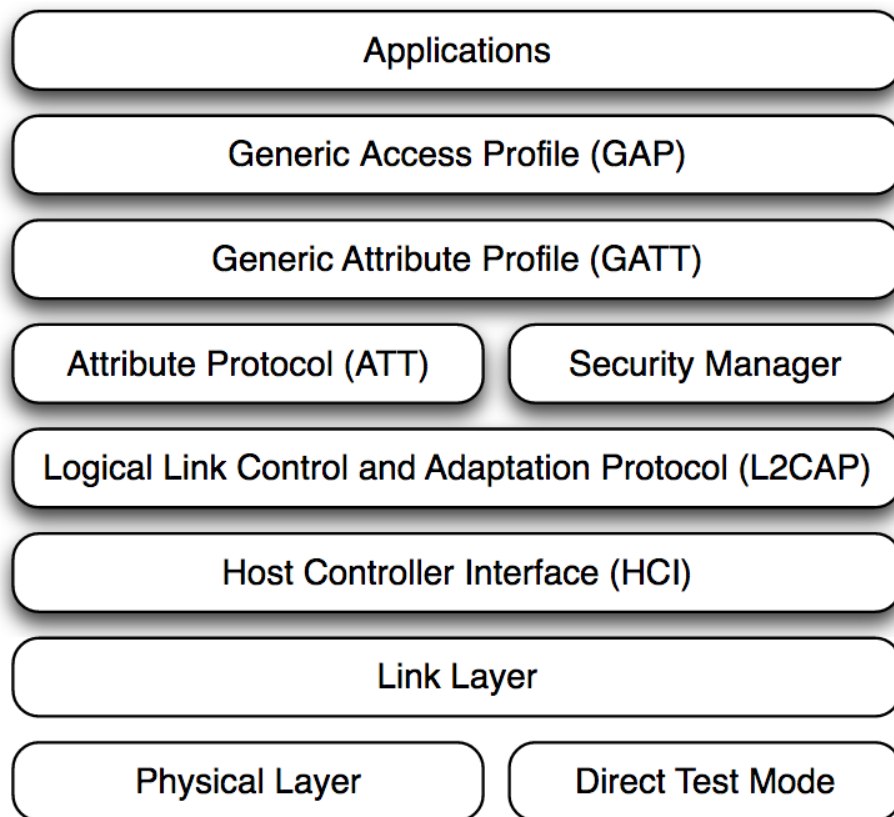 Applications
Generic Access Profile (GAP)
Generic Attribute Profile (GATT)
Attribute Protocol (ATT)
Security Manager
Logical Link Control and Adaptation Protocol (L2CAP)
Host Controller Interface (HCI)
Link Layer
Physical Layer
Direct Test Mode